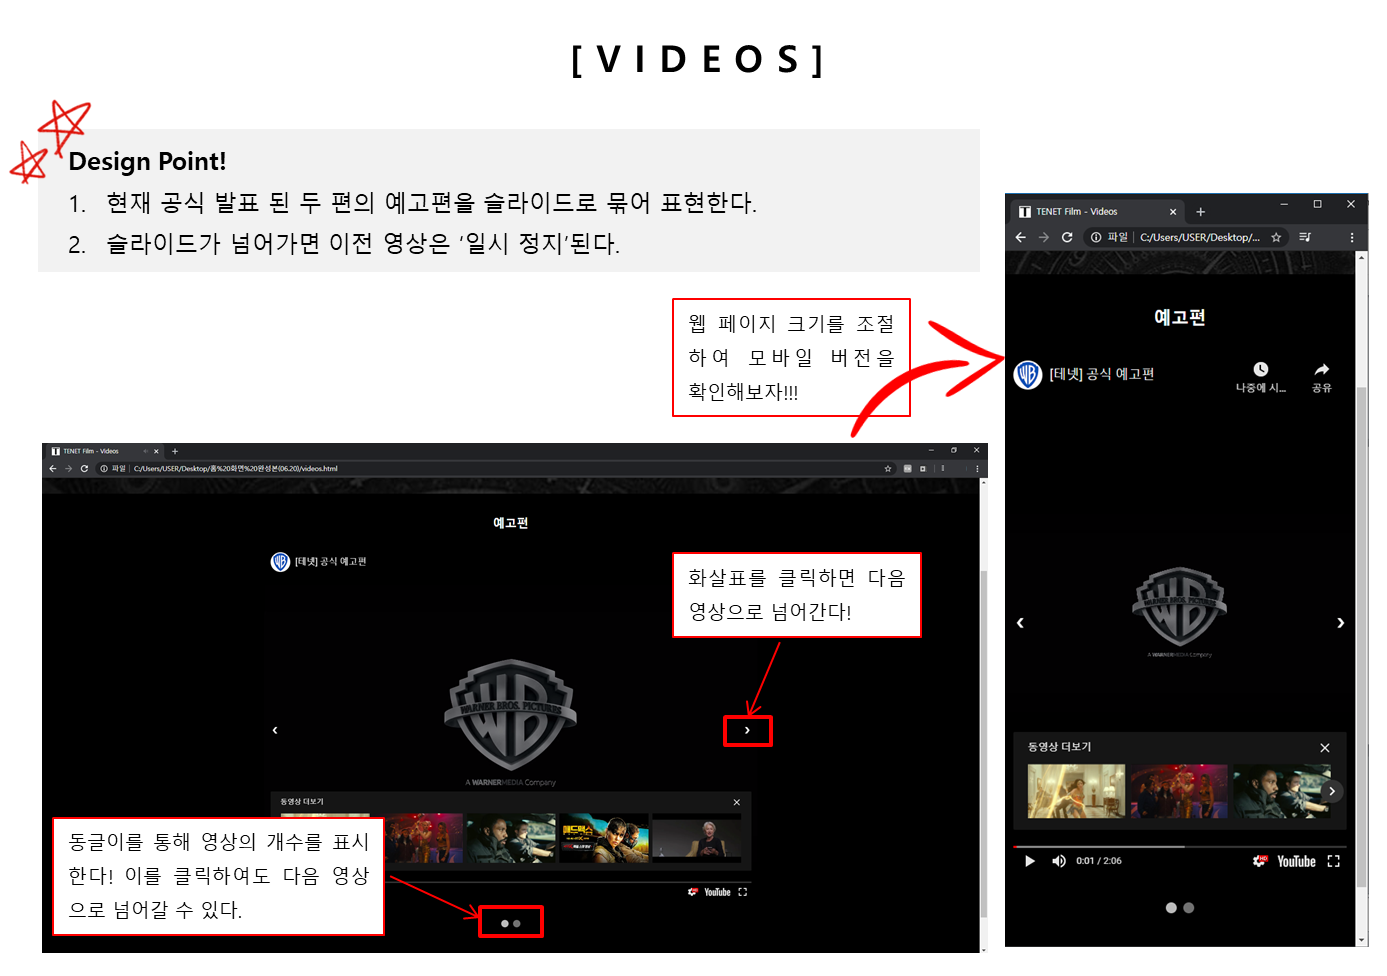 [ V I D E O S ]
Design Point!
1. 현재 공식 발표 된 두 편의 예고편을 슬라이드로 묶어 표현한다.
2. 슬라이드가 넘어가면 이전 영상은 ‘일시 정지’된다.
웹 페이지 크기를 조절
하여 모바일 버전을
확인해보자!!!
TENET Film - Videos
파일 C:/Users/USER/Desktop/홈%20화면%20완성본(06.20)/videos.html
예고편
[테넷] 공식 예고편
화살표를 클릭하면 다음
영상으로 넘어간다!
WB
WARNER BROS. PICTURES
A WARNERMEDIA Company
동영상 더보기
동글이를 통해 영상의 개수를 표시
한다! 이를 클릭하여도 다음 영상
으로 넘어갈 수 있다.
YouTube
TENET Film - Videos
파일 C:/Users/USER/Desktop/...
예고편
[테넷] 공식 예고편
나중에 시...
공유
WB
WARNER BROS. PICTURES
A WARNERMEDIA Company
동영상 더보기
0:01 / 2:06
HD
YouTube